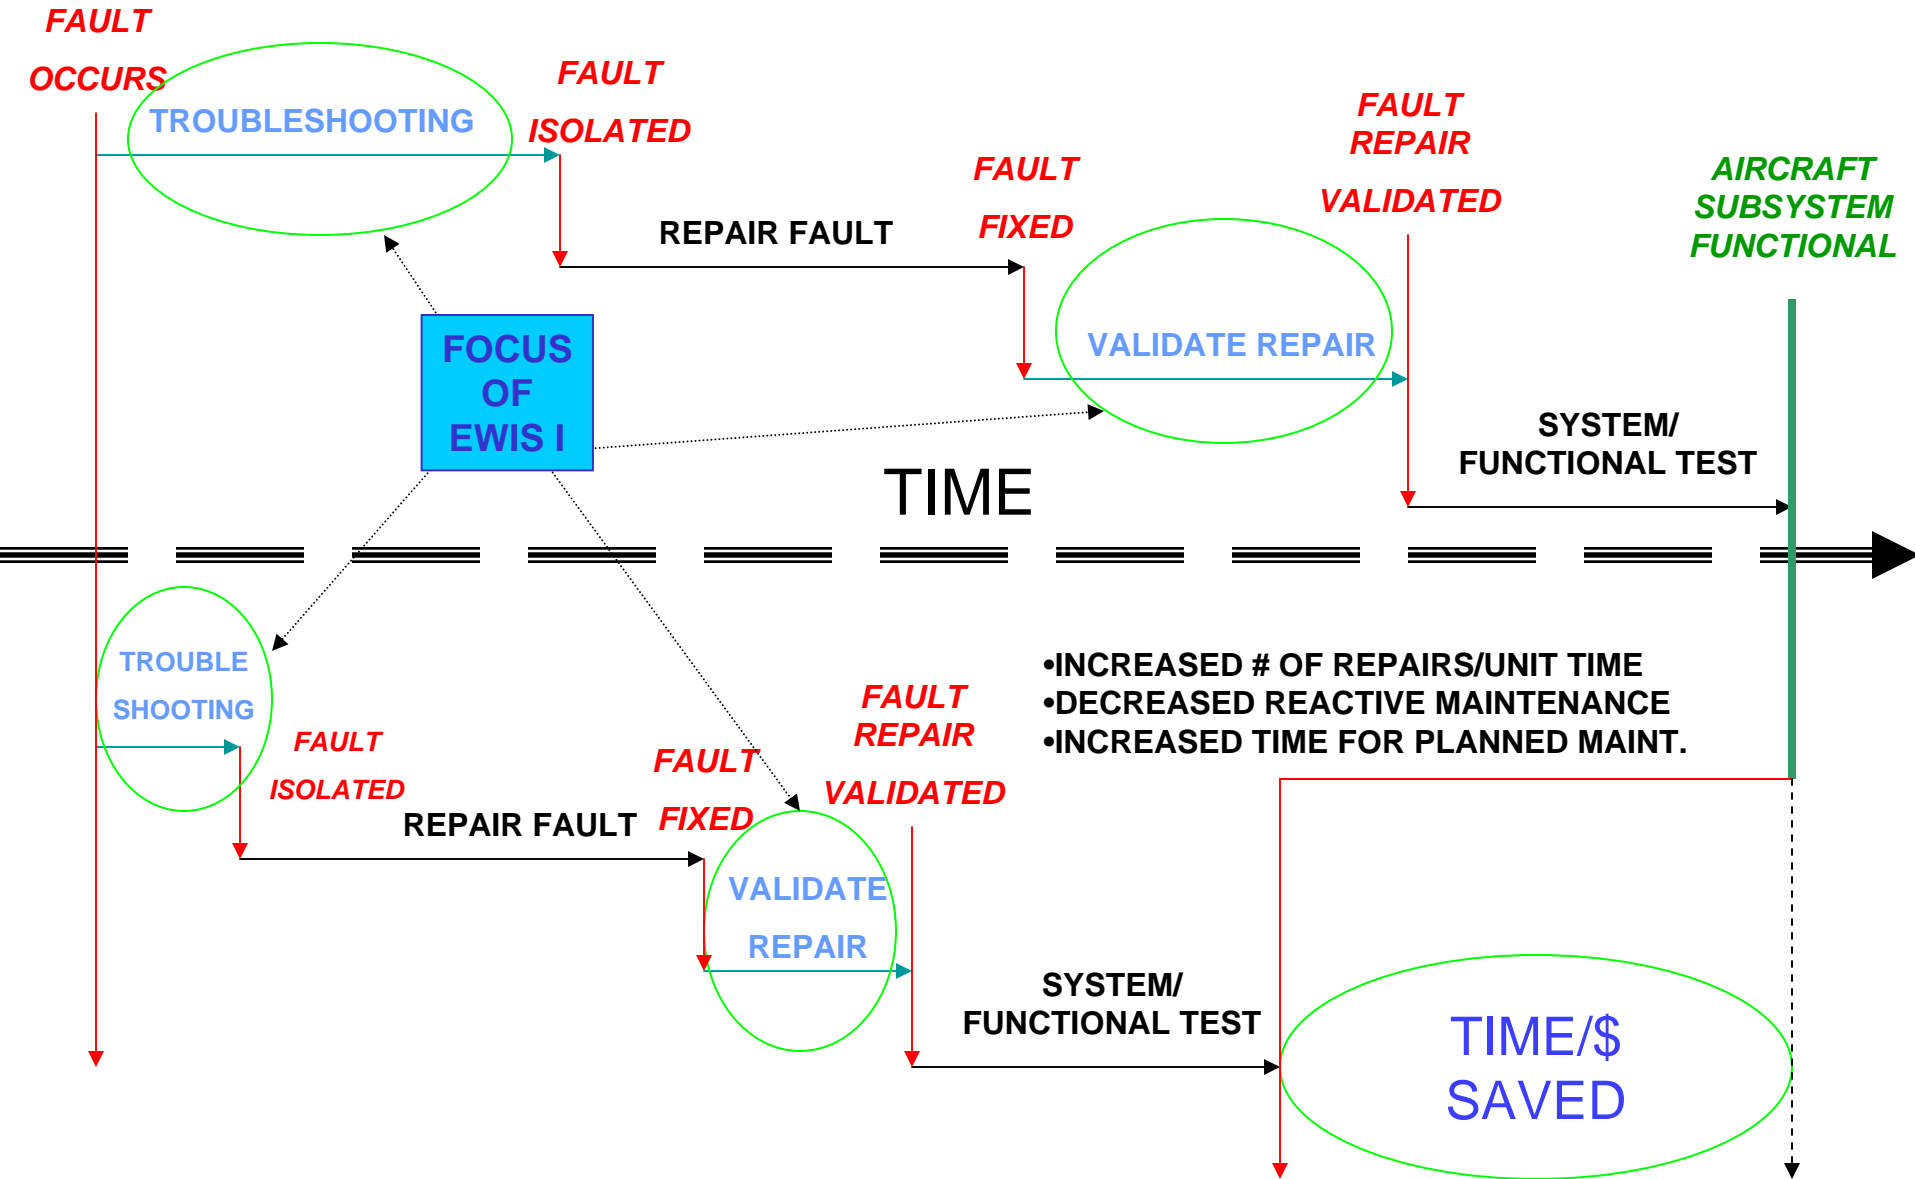 FAULT
OCCURS
TROUBLESHOOTING
FAULT
ISOLATED
REPAIR FAULT
FAULT
FIXED
VALIDATE REPAIR
FAULT
REPAIR
VALIDATED
SYSTEM/
FUNCTIONAL TEST
AIRCRAFT
SUBSYSTEM
FUNCTIONAL
FOCUS
OF
EWIS I
TIME
TROUBLE
SHOOTING
FAULT
ISOLATED
REPAIR FAULT
FAULT
FIXED
VALIDATE
REPAIR
FAULT
REPAIR
VALIDATED
SYSTEM/
FUNCTIONAL TEST
•INCREASED # OF REPAIRS/UNIT TIME
•DECREASED REACTIVE MAINTENANCE
•INCREASED TIME FOR PLANNED MAINT.
TIME/$
SAVED